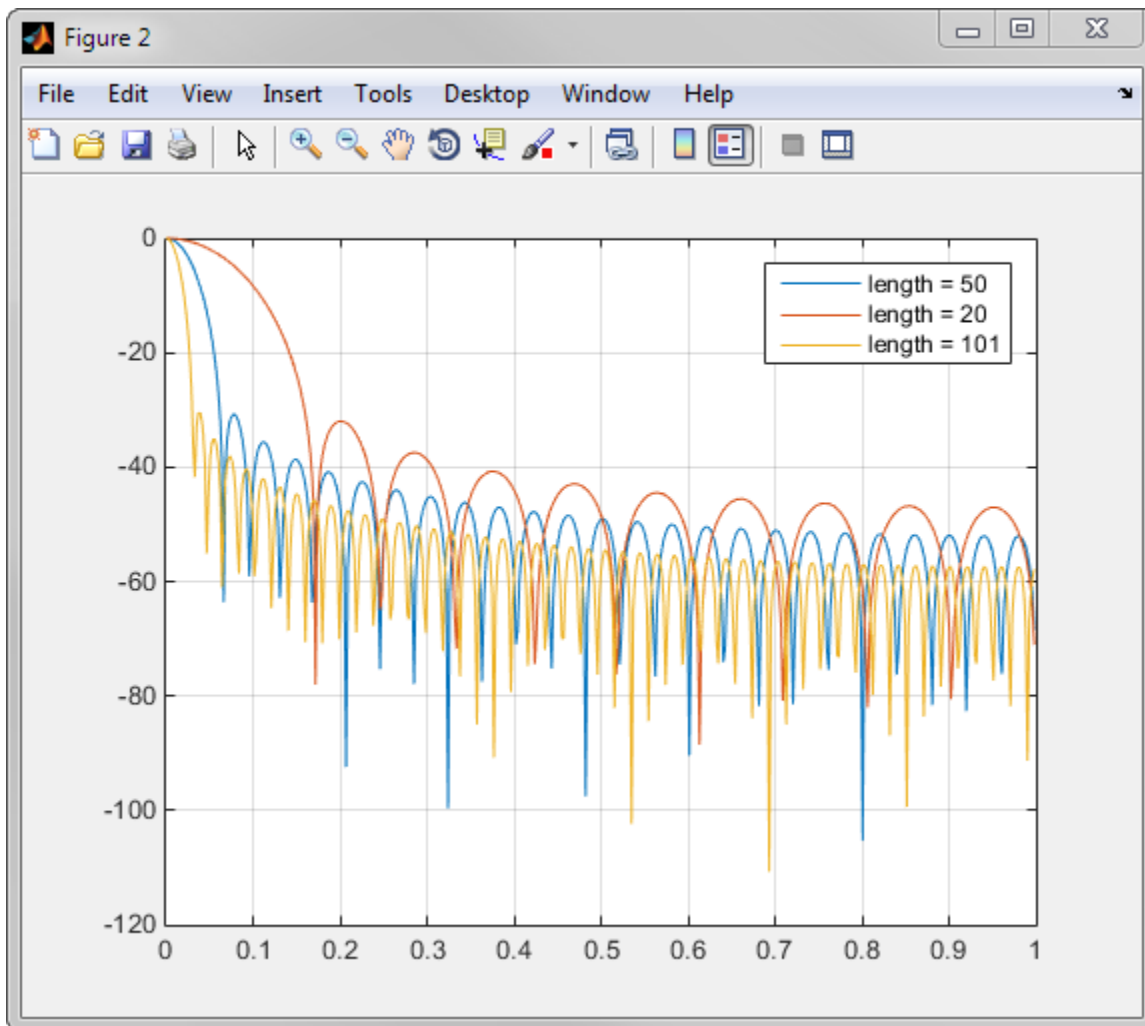 Figure 2
File Edit View Insert Tools Desktop Window Help
length = 50
length = 20
length = 101
0
-20
-40
-60
-80
-100
-120
0 0.1 0.2 0.3 0.4 0.5 0.6 0.7 0.8 0.9 1